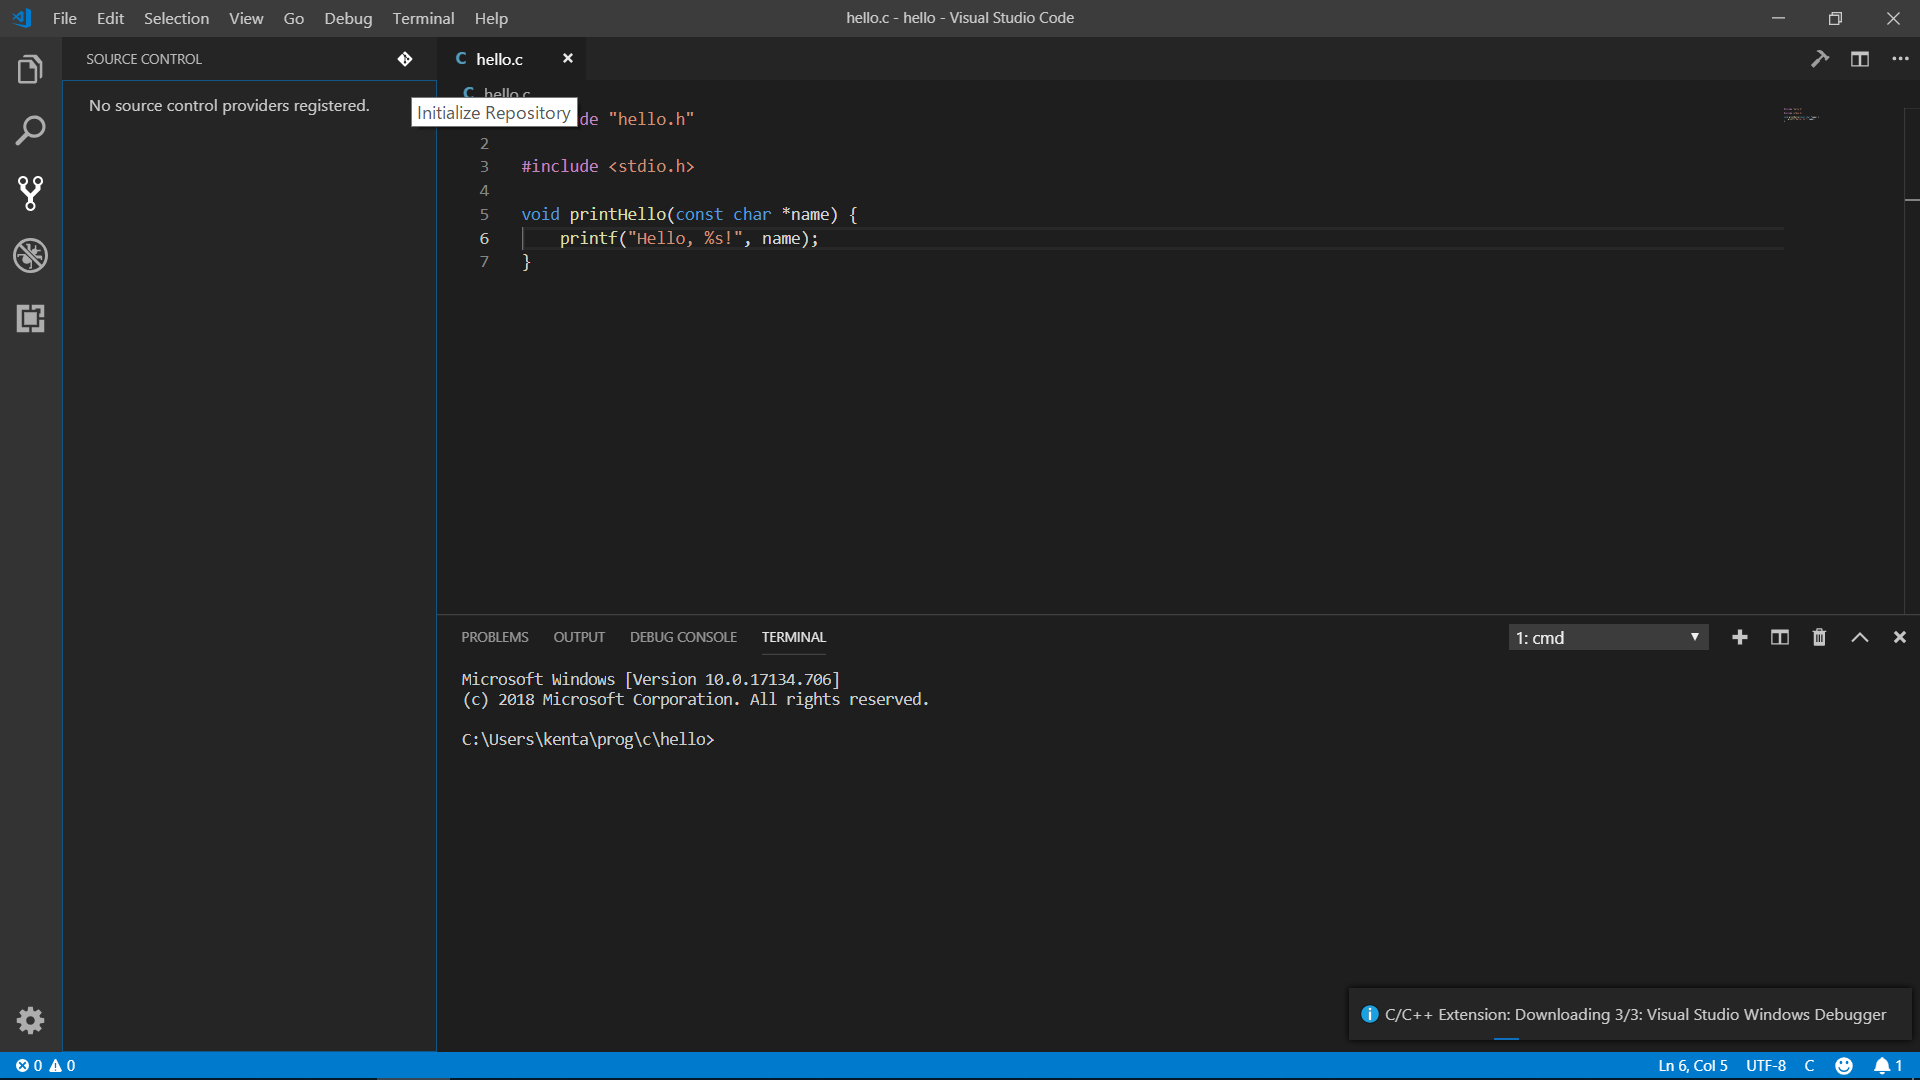 File Edit Selection View Go Debug Terminal Help
hello.c - hello - Visual Studio Code
SOURCE CONTROL
No source control providers registered.
C hello.c
C hello.c
Initialize Repository
de "hello.h"
2
3 #include <stdio.h>
4
5 void printHello(const char *name) {
6 printf("Hello, %s!", name);
7 }
PROBLEMS OUTPUT DEBUG CONSOLE TERMINAL
1: cmd
Microsoft Windows [Version 10.0.17134.706]
(c) 2018 Microsoft Corporation. All rights reserved.
C:\Users\kenta\prog\c\hello>
C/C++ Extension: Downloading 3/3: Visual Studio Windows Debugger
0 0
Ln 6, Col 5 UTF-8 C 1